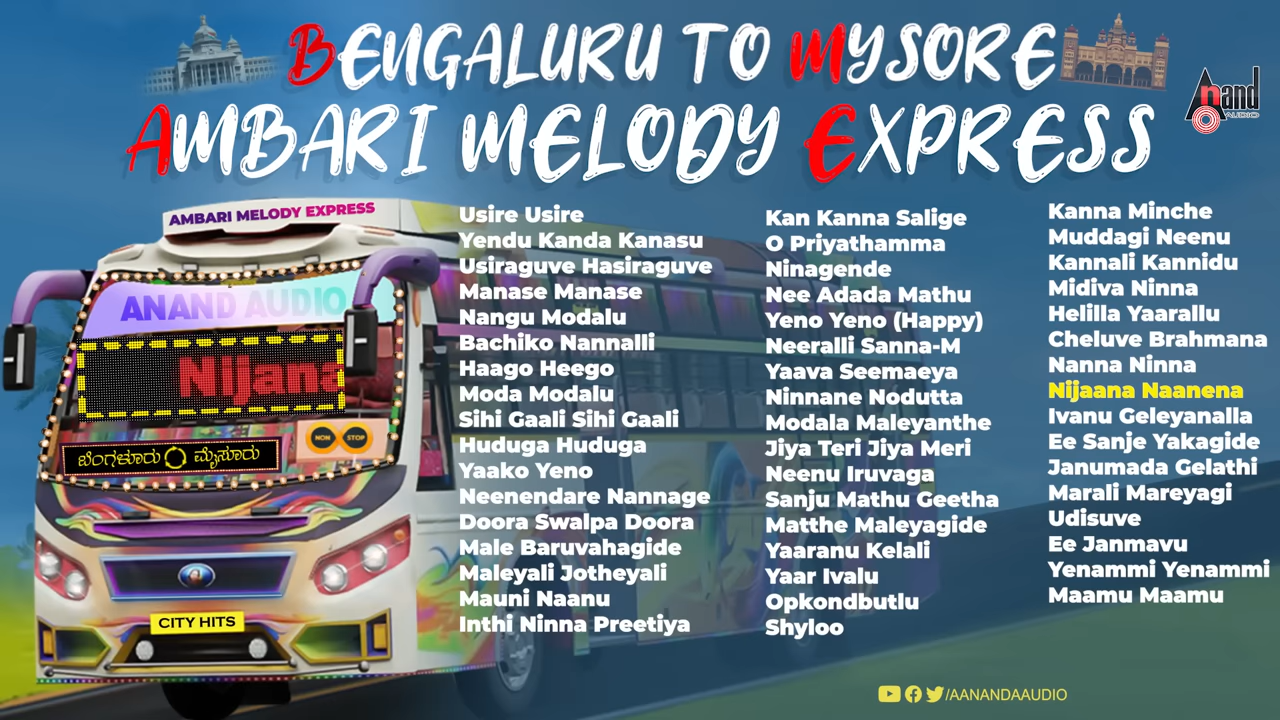 BENGALURU TO MYSORE
AMBARI MELODY EXPRESS
Anand
AUDIO
AMBARI MELODY EXPRESS
ANAND AUDIO
Nijana
NON STOP
ಬೆಂಗಳೂರು ಮೈಸೂರು
CITY HITS
Usire Usire
Yendu Kanda Kanasu
Usiraguve Hasiraguve
Manase Manase
Nangu Modalu
Bachiko Nannalli
Haago Heego
Moda Modalu
Sihi Gaali Sihi Gaali
Huduga Huduga
Yaako Yeno
Neenendare Nannage
Doora Swalpa Doora
Male Baruvahagide
Maleyali Jotheyali
Mauni Naanu
Inthi Ninna Preetiya
Kan Kanna Salige
O Priyathamma
Ninagende
Nee Adada Mathu
Yeno Yeno (Happy)
Neeralli Sanna-M
Yaava Seemaeya
Ninnane Nodutta
Modala Maleyanthe
Jiya Teri Jiya Meri
Neenu Iruvaga
Sanju Mathu Geetha
Matthe Maleyagide
Yaaranu Kelali
Yaar Ivalu
Opkondbutlu
Shyloo
Kanna Minche
Muddagi Neenu
Kannali Kannidu
Midiva Ninna
Helilla Yaarallu
Cheluve Brahmana
Nanna Ninna
Nijaana Naanena
Ivanu Geleyanalla
Ee Sanje Yakagide
Janumada Gelathi
Marali Mareyagi
Udisuve
Ee Janmavu
Yenammi Yenammi
Maamu Maamu
/AANANDAAUDIO